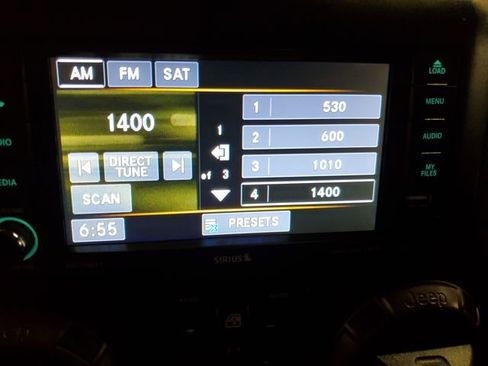 AM FM SAT
LOAD
1400
1 530
MENU
1
2 600
DIRECT
TUNE
of 3
3 1010
AUDIO
MY
FILES
SCAN
4 1400
6:55
PRESETS
SIRIUS
Jeep